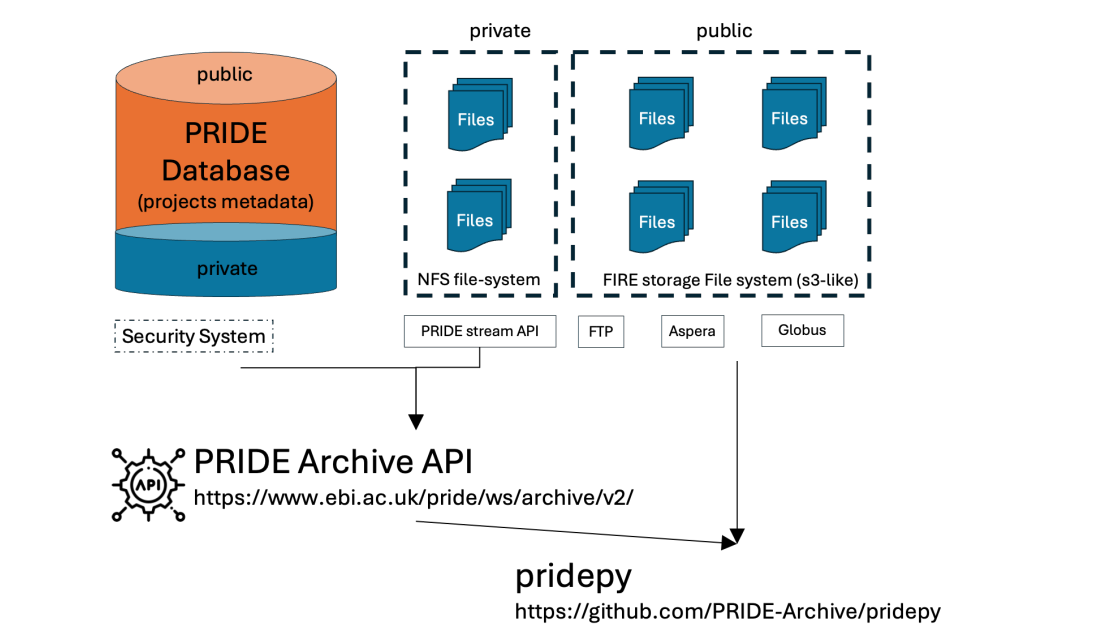 private
public
public
PRIDE
Database
(projects metadata)
private
Files
Files
NFS file-system
Files
Files
Files
Files
FIRE storage File system (s3-like)
Security System
PRIDE stream API
FTP
Aspera
Globus
API
PRIDE Archive API
https://www.ebi.ac.uk/pride/ws/archive/v2/
pridepy
https://github.com/PRIDE-Archive/pridepy